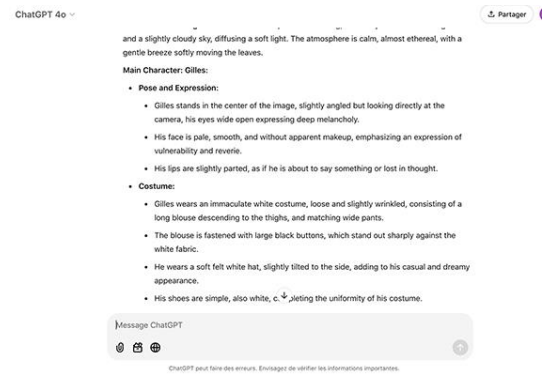 ChatGPT 4o
Partager
and a slightly cloudy sky, diffusing a soft light. The atmosphere is calm, almost ethereal, with a
gentle breeze softly moving the leaves.
Main Character: Gilles:
• Pose and Expression:
• Gilles stands in the center of the image, slightly angled but looking directly at the
camera, his eyes wide open expressing deep melancholy.
• His face is pale, smooth, and without apparent makeup, emphasizing an expression of
vulnerability and reverie.
• His lips are slightly parted, as if he is about to say something or lost in thought.
• Costume:
• Gilles wears an immaculate white costume, loose and slightly wrinkled, consisting of a
long blouse descending to the thighs, and matching wide pants.
• The blouse is fastened with large black buttons, which stand out sharply against the
white fabric.
• He wears a soft felt white hat, slightly tilted to the side, adding to his casual and dreamy
appearance.
• His shoes are simple, also white, the uniformity of his costume.
Message ChatGPT
ChatGPT peut faire des erreurs. Envisagez de vérifier les informations importantes.